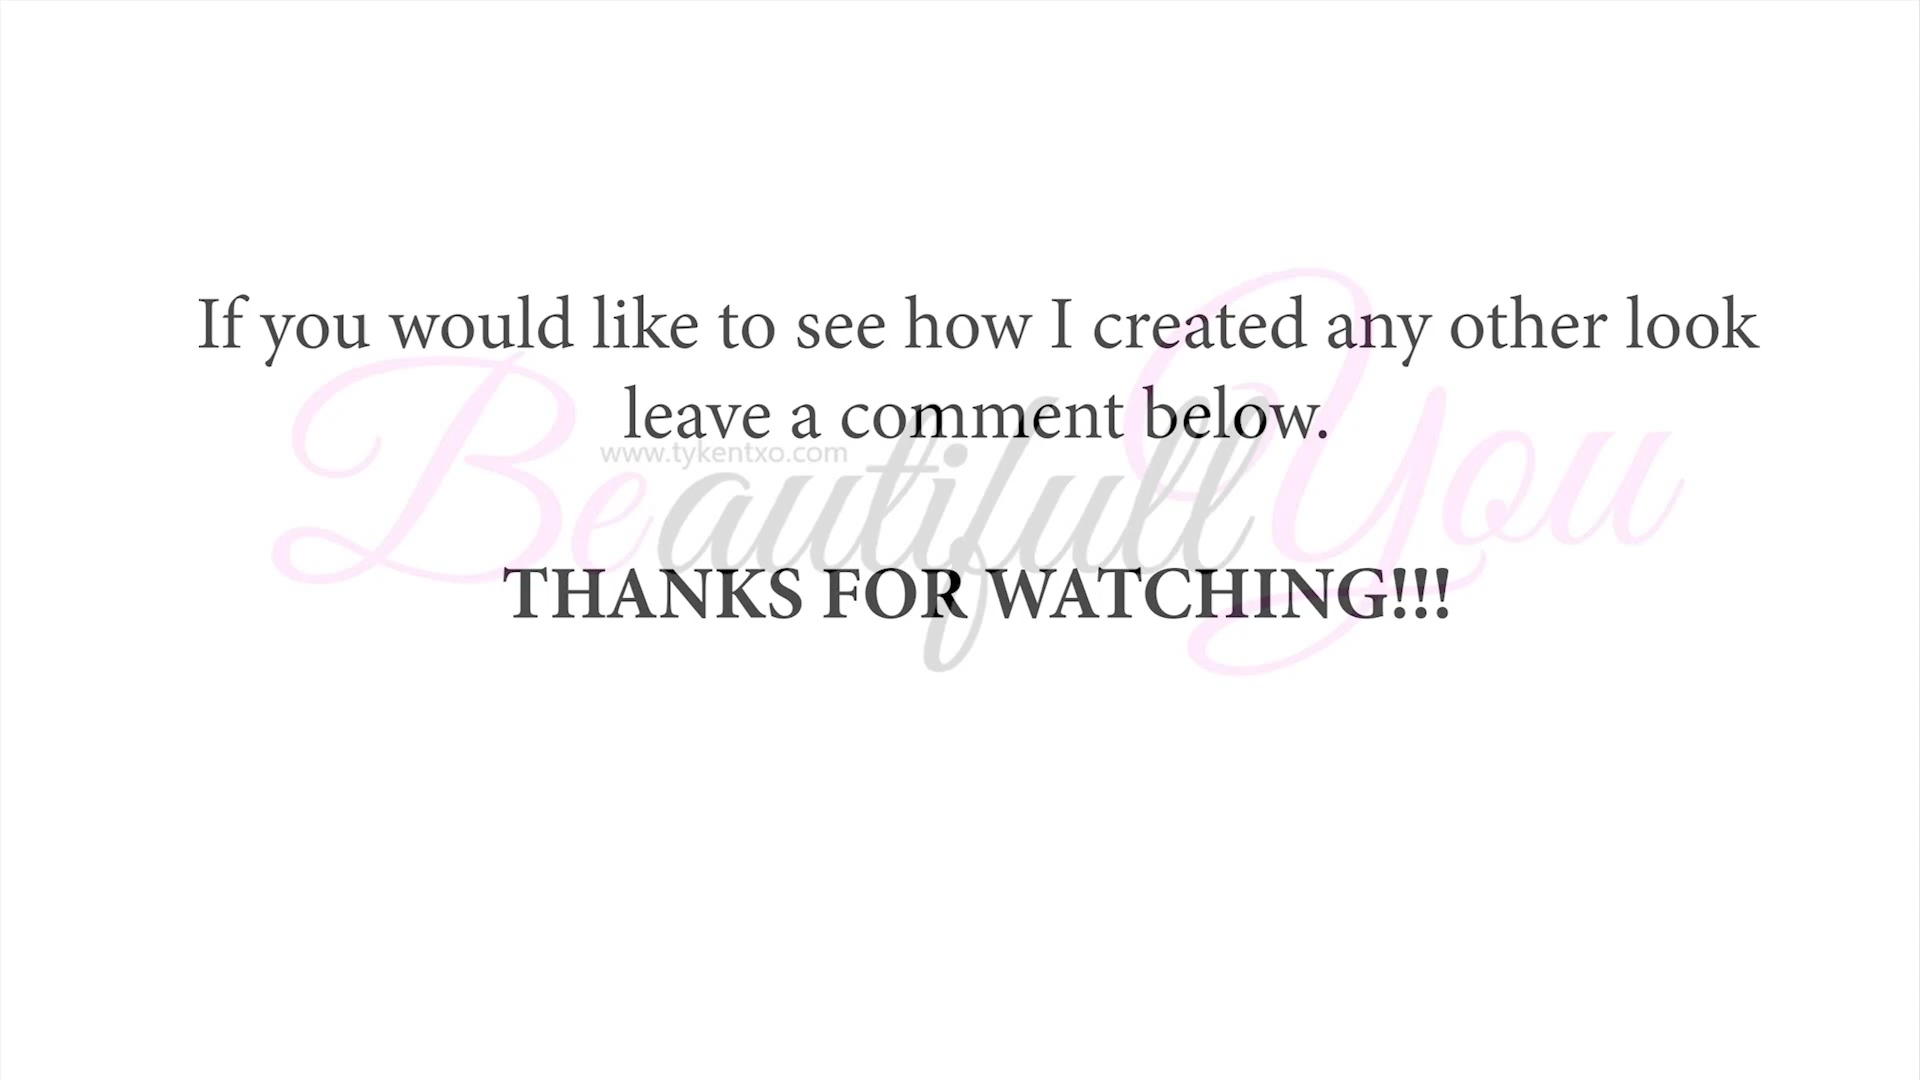 If you would like to see how I created any other look
leave a comment below.
www.tykentxo.com
Beautifull You
THANKS FOR WATCHING!!!